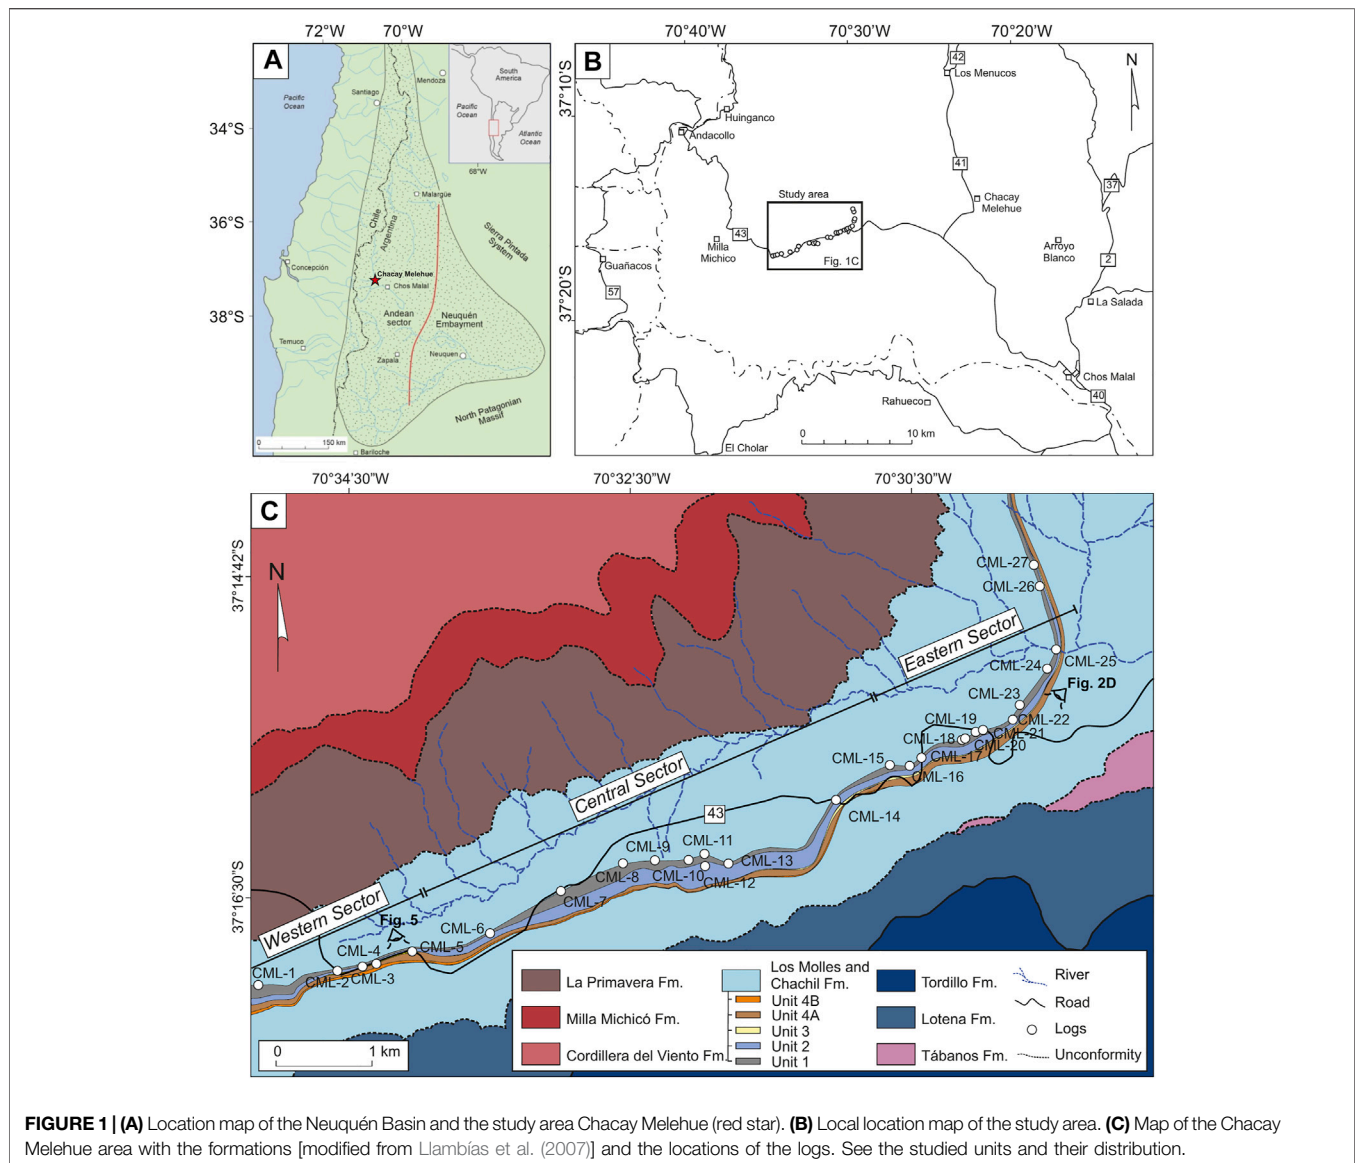 72°W
70°W
A
Pacific
Ocean
Santiago
Mendoza
South
America
Pacific
Ocean
Atlantic
Ocean
68°W
34°S
36°S
38°S
Malargüe
Chile
Argentina
Sierra Pintada
System
Concepción
Chacay Melehue
Chos Malal
Andean
sector
Neuquén
Embayment
Temuco
Zapala
Neuquen
North Patagonian
Massif
0
150 km
Bariloche
70°40'W
70°30'W
70°20'W
B
37°10'S
37°20'S
42
Los Menucos
N
Huinganco
Andacollo
41
37
Study area
Chacay
Melehue
43
Milla
Michico
Fig. 1C
Arroyo
Blanco
Guañacos
2
57
La Salada
Chos Malal
40
Rahueco
0
10 km
El Cholar
70°34'30"W
70°32'30"W
70°30'30"W
C
37°14'42"S
37°16'30"S
N
CML-27
CML-26
Eastern Sector
CML-25
CML-24
Fig. 2D
CML-23
CML-22
CML-19
CML-21
CML-18
CML-20
CML-17
CML-15
CML-16
Central Sector
43
CML-14
CML-11
CML-9
CML-13
CML-8
CML-10
CML-12
CML-7
Western Sector
Fig. 5
CML-6
CML-4
CML-5
CML-1
CML-2
CML-3
0
1 km
La Primavera Fm.
Milla Michicó Fm.
Cordillera del Viento Fm.
Los Molles and
Chachil Fm.
Unit 4B
Unit 4A
Unit 3
Unit 2
Unit 1
Tordillo Fm.
Lotena Fm.
Tábanos Fm.
River
Road
Logs
Unconformity
FIGURE 1 | (A) Location map of the Neuquén Basin and the study area Chacay Melehue (red star). (B) Local location map of the study area. (C) Map of the Chacay
Melehue area with the formations [modified from Llambías et al. (2007)] and the locations of the logs. See the studied units and their distribution.